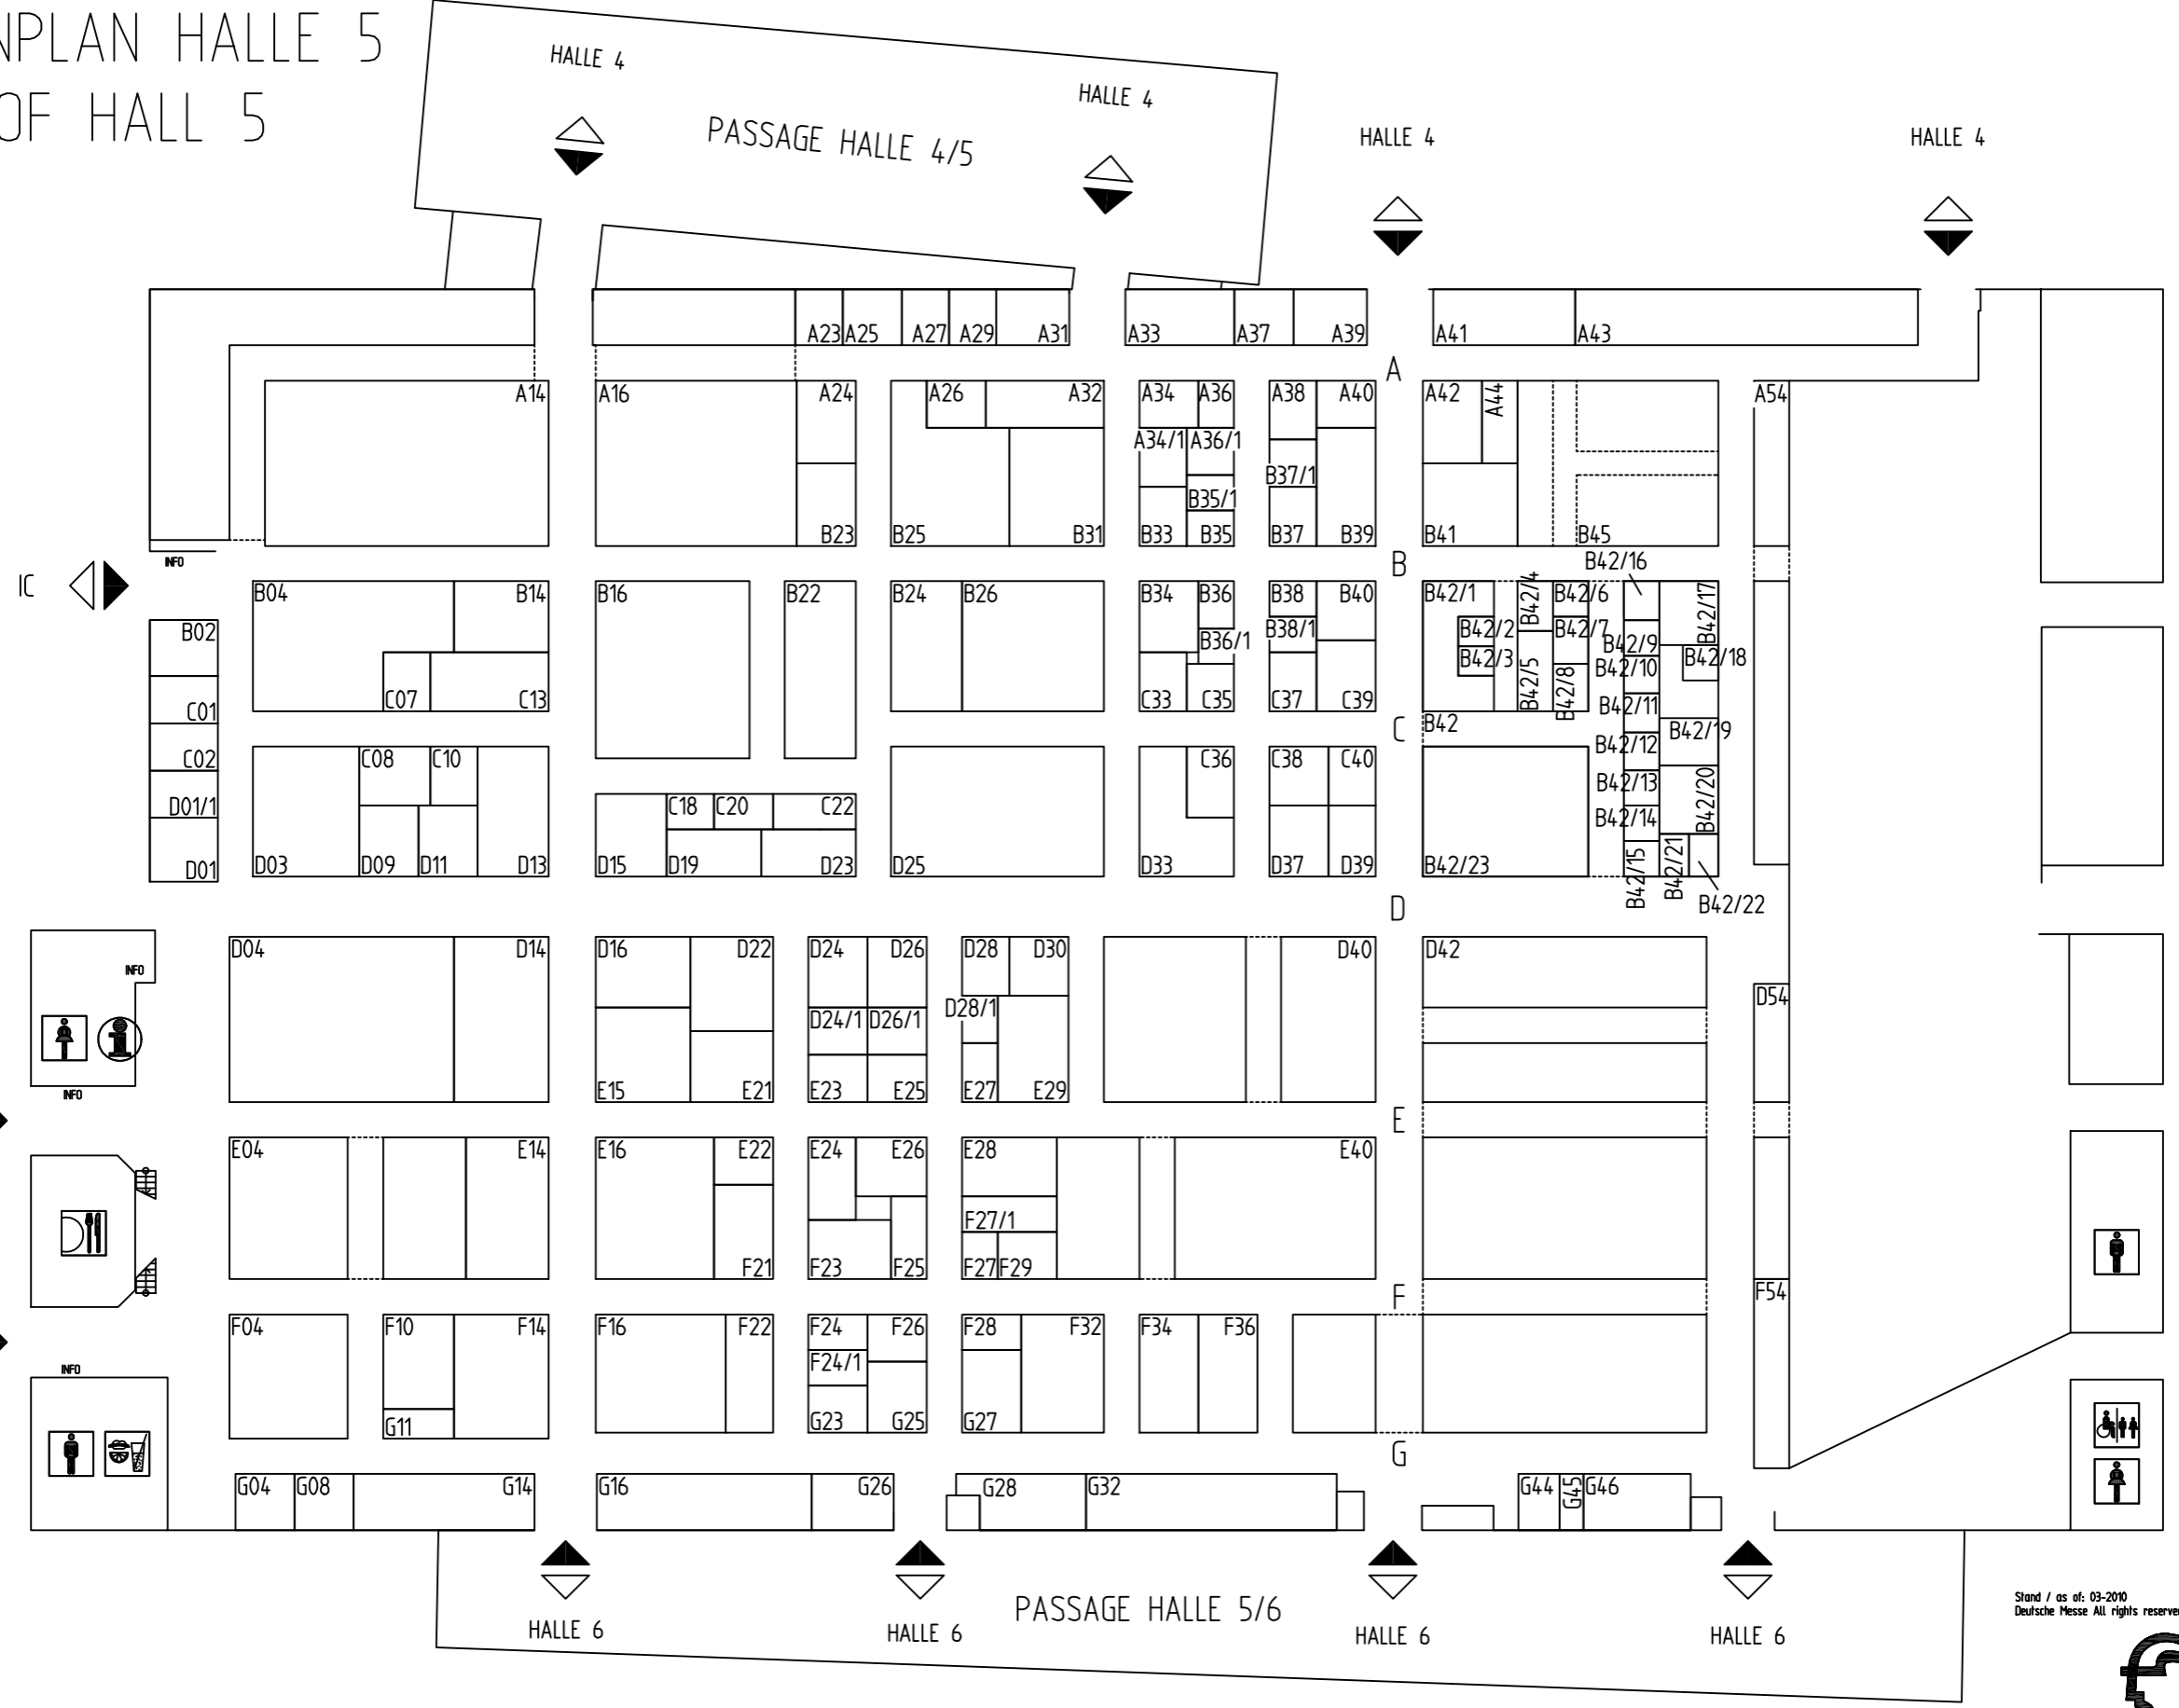 NPLAN HALLE 5
OF HALL 5
HALLE 4
HALLE 4
HALLE 4
HALLE 4
PASSAGE HALLE 4/5
A23 A25 A27 A29 A31 A33 A37 A39 A41 A43
A
A14 A16 A24 A26 A32 A34 A36 A38 A40 A42 A44 A54
A34/1 A36/1
B37/1
B35/1
B23 B25 B31 B33 B35 B37 B39 B41 B45
INFO
B
B42/16
IC
B04 B14 B16 B22 B24 B26 B34 B36 B38 B40 B42/1 B42/4 B42/6 B42/17
B02
B36/1 B38/1 B42/2 B42/7 B42/9
B42/3 B42/10 B42/18
B42/5 B42/8
C07 C13 C33 C35 C37 C39 B42/11
C01
B42
C
B42/19
B42/12
C02
C08 C10 C36 C38 C40
B42/13 B42/20
D01/1
C18 C20 C22
B42/14
D01
D03 D09 D11 D13 D15 D19 D23 D25 D33 D37 D39 B42/23 B42/15 B42/21
B42/22
D
D04 D14 D16 D22 D24 D26 D28 D30 D40 D42
INFO
D54
D28/1
D24/1 D26/1
E15 E21 E23 E25 E27 E29
INFO
E
E04 E14 E16 E22 E24 E26 E28 E40
F27/1
F21 F23 F25 F27 F29
F
F54
F04 F10 F14 F16 F22 F24 F26 F28 F32 F34 F36
F24/1
INFO
G11 G23 G25 G27
G
G04 G08 G14 G16 G26 G28 G32 G44 G45 G46
PASSAGE HALLE 5/6
HALLE 6
HALLE 6
HALLE 6
HALLE 6
Stand / as of: 03-2010
Deutsche Messe All rights reserve